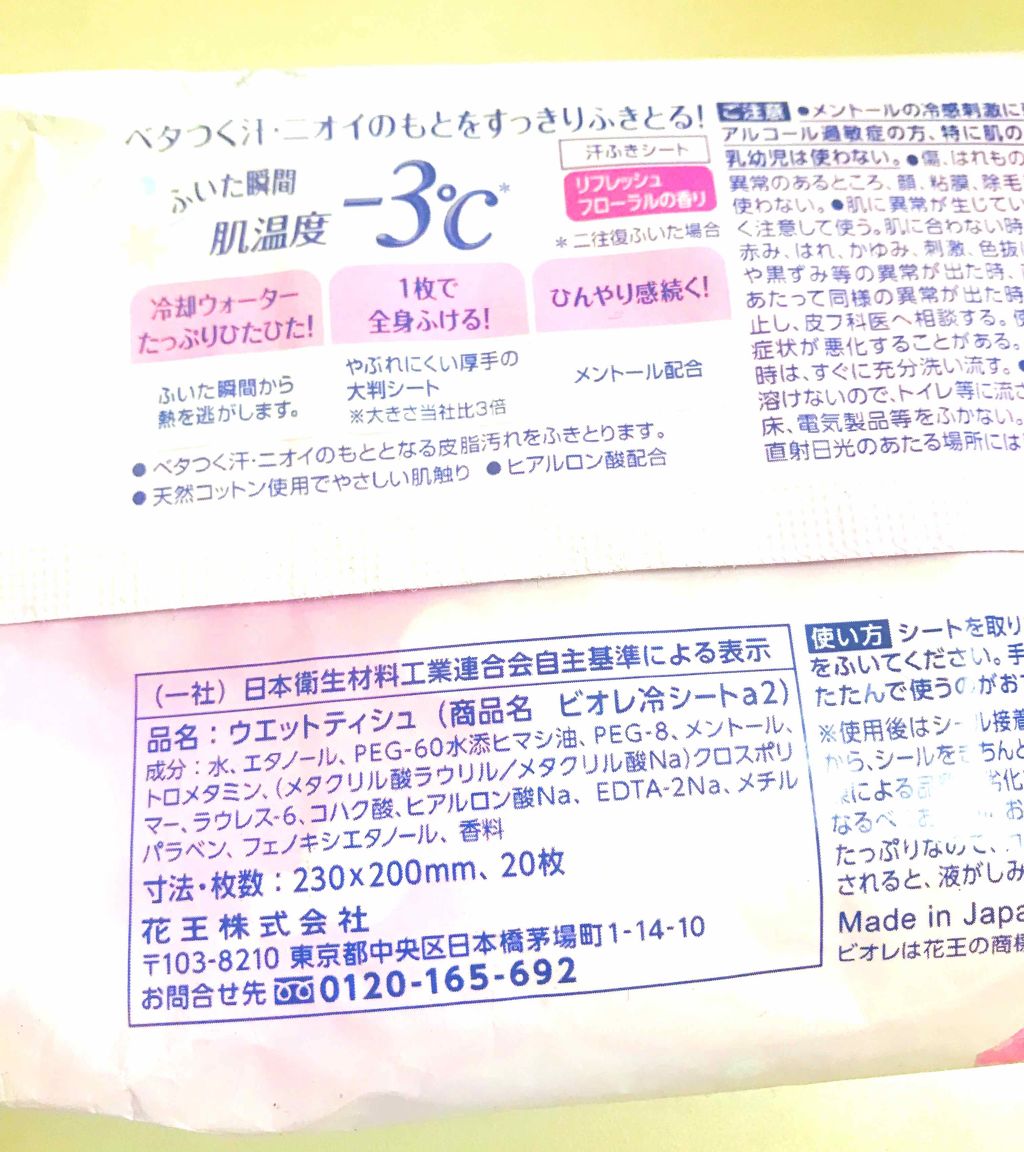 ベタつく汗・ニオイのもとをすっきりふきとる!
汗ふきシート
ふいた瞬間
肌温度 -3℃*
リフレッシュ
フローラルの香り
*二往復ふいた場合
冷却ウォーター
たっぷりひたひた!
1枚で
全身ふける!
ひんやり感続く!
ふいた瞬間から
熱を逃がします。
やぶれにくい厚手の
大判シート
※大きさ当社比3倍
メントール配合
●ベタつく汗・ニオイのもととなる皮脂汚れをふきとります。
●天然コットン使用でやさしい肌触り ●ヒアルロン酸配合
ご注意 ●メントールの冷感刺激に
アルコール過敏症の方、特に肌の
乳幼児は使わない。●傷、はれもの
異常のあるところ、顔、粘膜、除毛
使わない。●肌に異常が生じてい
く注意して使う。肌に合わない時
赤み、はれ、かゆみ、刺激、色抜
や黒ずみ等の異常が出た時、
あたって同様の異常が出た時
止し、皮フ科医へ相談する。
症状が悪化することがある。
時は、すぐに充分洗い流す。
溶けないので、トイレ等に流さ
床、電気製品等をふかない。
直射日光のあたる場所には
(一社)日本衛生材料工業連合会自主基準による表示
品名:ウエットティシュ(商品名 ビオレ冷シートa2)
成分:水、エタノール、PEG-60水添ヒマシ油、PEG-8、メントール、
トロメタミン、(メタクリル酸ラウリル/メタクリル酸Na)クロスポリ
マー、ラウレス-6、コハク酸、ヒアルロン酸Na、EDTA-2Na、メチル
パラベン、フェノキシエタノール、香料
寸法・枚数:230×200mm、20枚
花王株式会社
〒103-8210 東京都中央区日本橋茅場町1-14-10
お問合せ先 0120-165-692
使い方 シートを取り
をふいてください。手
たたんで使うのがお
※使用後はシール接着
から、シールをきちんと
による
なるべ
たっぷりなので、
されると、液がしみ
Made in Japa
ビオレは花王の商標